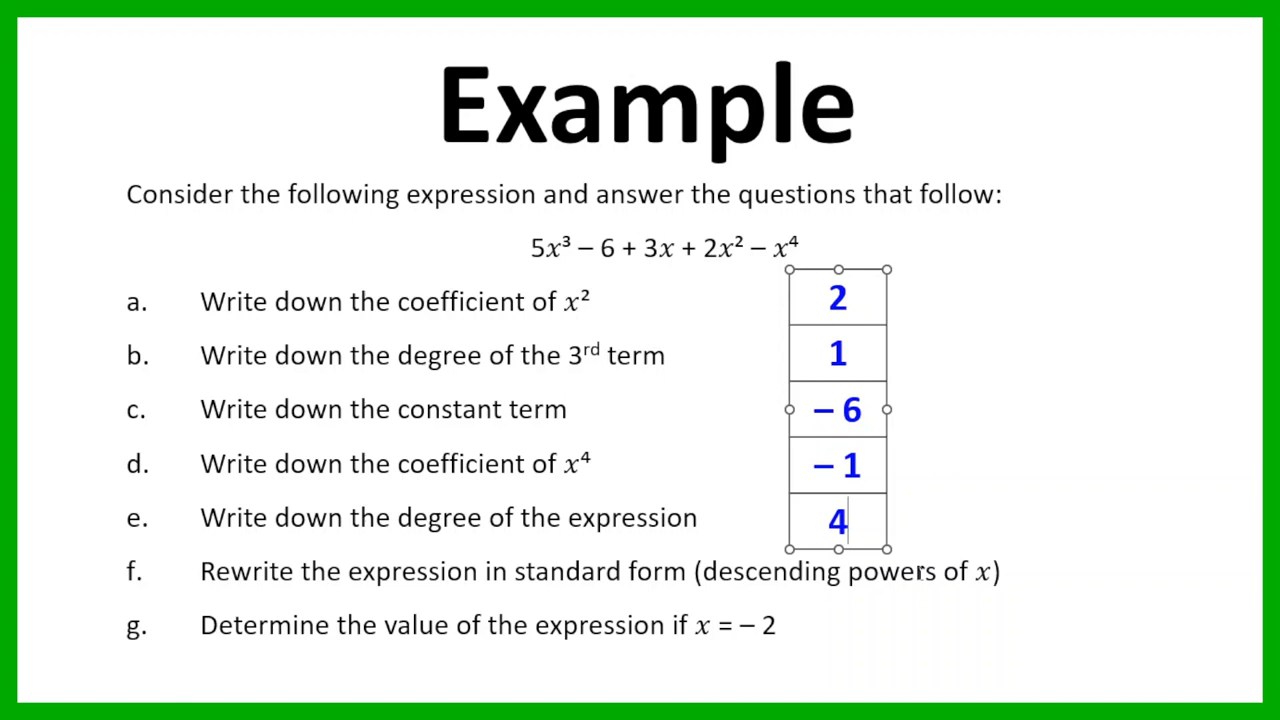 Example
Consider the following expression and answer the questions that follow:
5x³ – 6 + 3x + 2x² – x⁴
a. Write down the coefficient of x² 2
b. Write down the degree of the 3rd term 1
c. Write down the constant term – 6
d. Write down the coefficient of x⁴ – 1
e. Write down the degree of the expression 4
f. Rewrite the expression in standard form (descending powers of x)
g. Determine the value of the expression if x = – 2